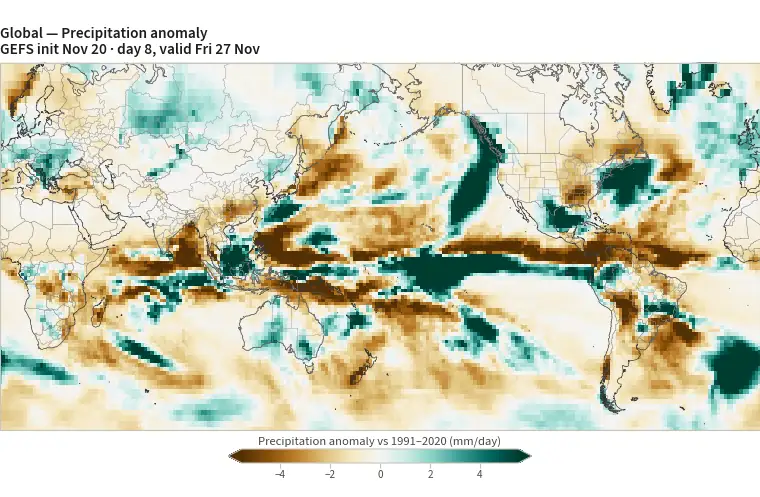 Global — Precipitation anomaly
GEFS init Nov 20 · day 8, valid Fri 27 Nov
Precipitation anomaly vs 1991–2020 (mm/day)
−4 −2 0 2 4